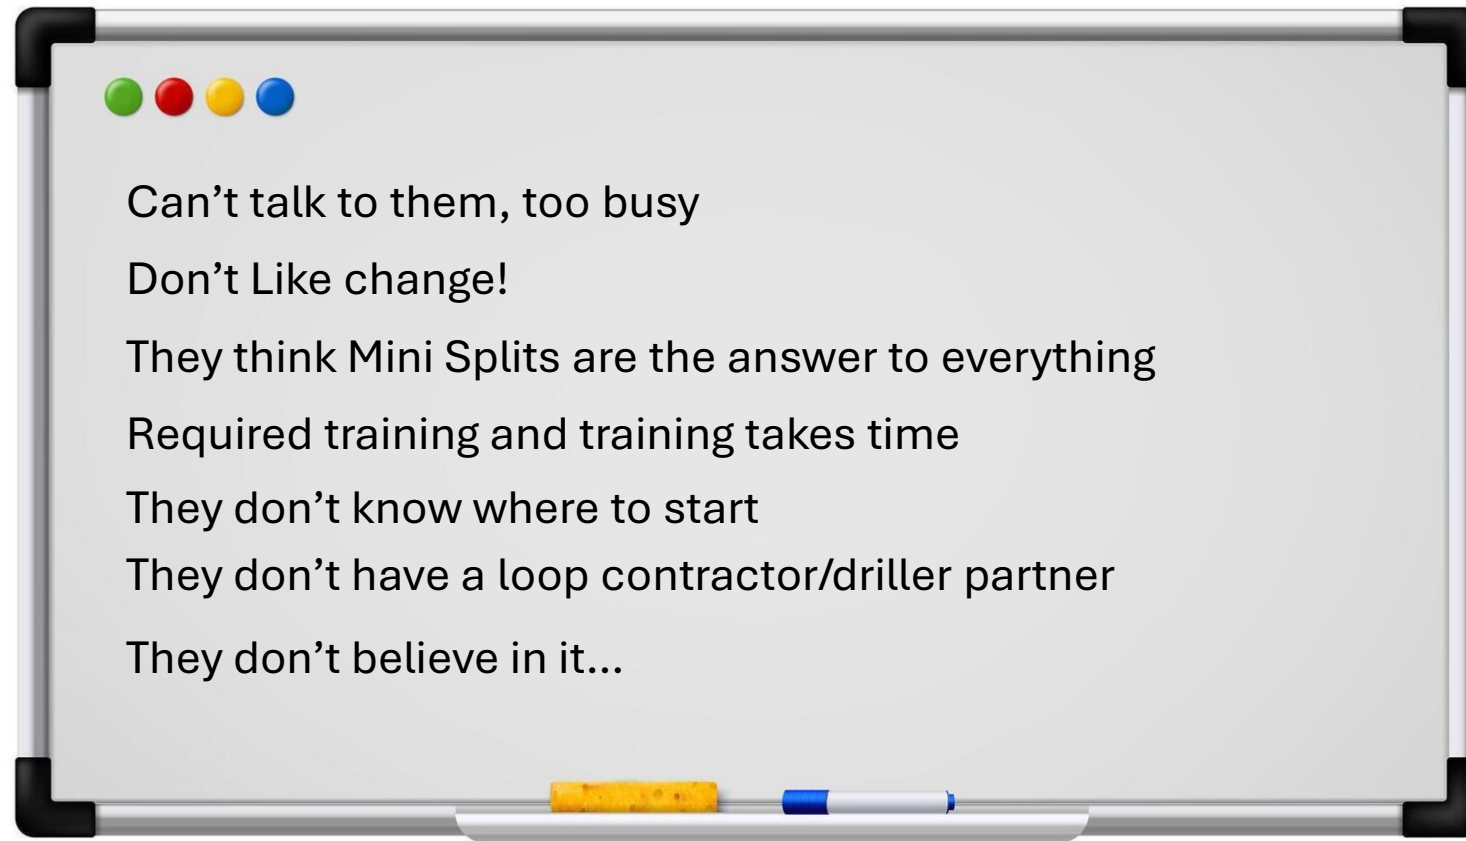 Can’t talk to them, too busy
Don’t Like change!
They think Mini Splits are the answer to everything
Required training and training takes time
They don’t know where to start
They don’t have a loop contractor/driller partner
They don’t believe in it…